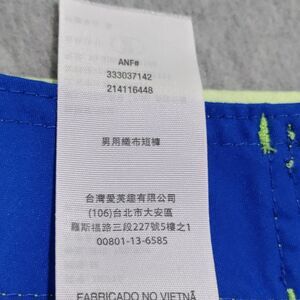 ANF#
333037142
214116448
男用織布短褲
台灣愛芙趣有限公司
(106)台北市大安區
羅斯福路三段227號5樓之1
00801-13-6585
FABRICADO NO VIETNÃ